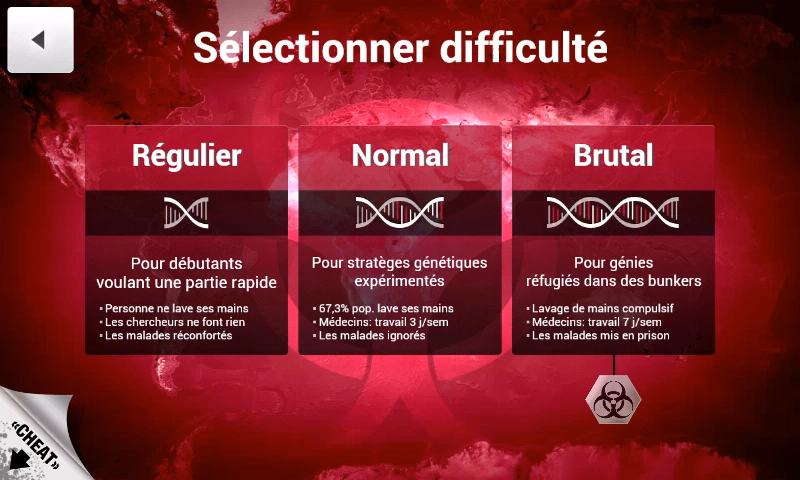 Sélectionner difficulté
Régulier
Pour débutants
voulant une partie rapide
▪ Personne ne lave ses mains
▪ Les chercheurs ne font rien
▪ Les malades réconfortés
Normal
Pour stratèges génétiques
expérimentés
▪ 67,3% pop. lave ses mains
▪ Médecins: travail 3 j/sem
▪ Les malades ignorés
Brutal
Pour génies
réfugiés dans des bunkers
▪ Lavage de mains compulsif
▪ Médecins: travail 7 j/sem
▪ Les malades mis en prison
«CHEAT»